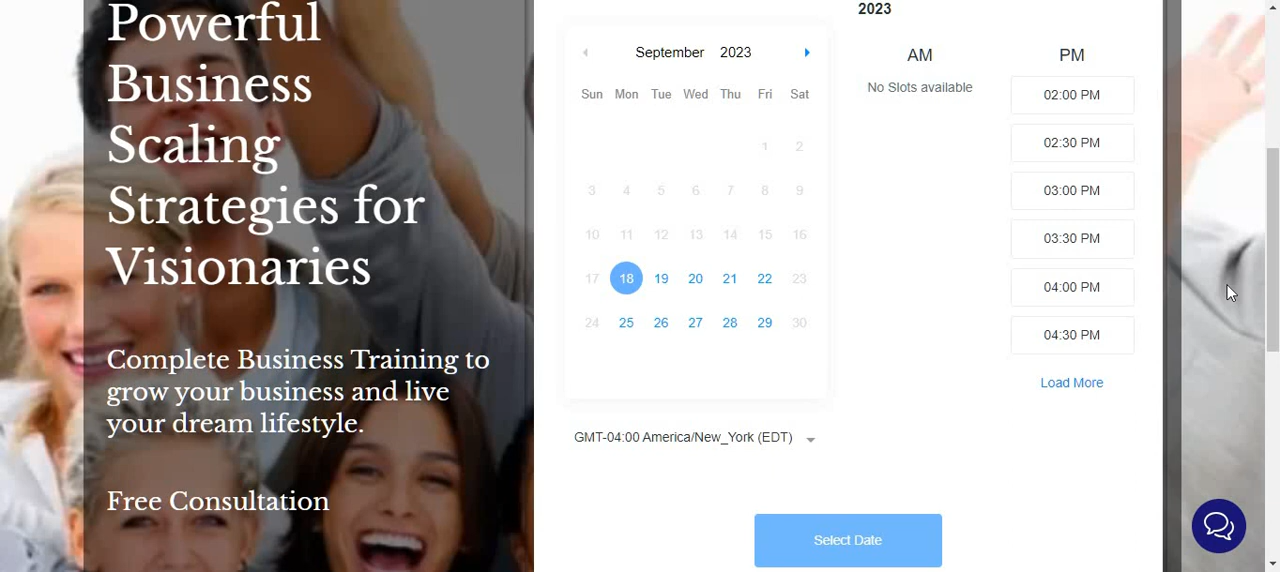 Powerful
Business
Scaling
Strategies for
Visionaries
Complete Business Training to
grow your business and live
your dream lifestyle.
Free Consultation
2023
September 2023
Sun Mon Tue Wed Thu Fri Sat
1 2
3 4 5 6 7 8 9
10 11 12 13 14 15 16
17 18 19 20 21 22 23
24 25 26 27 28 29 30
GMT-04:00 America/New_York (EDT)
AM
No Slots available
PM
02:00 PM
02:30 PM
03:00 PM
03:30 PM
04:00 PM
04:30 PM
Load More
Select Date